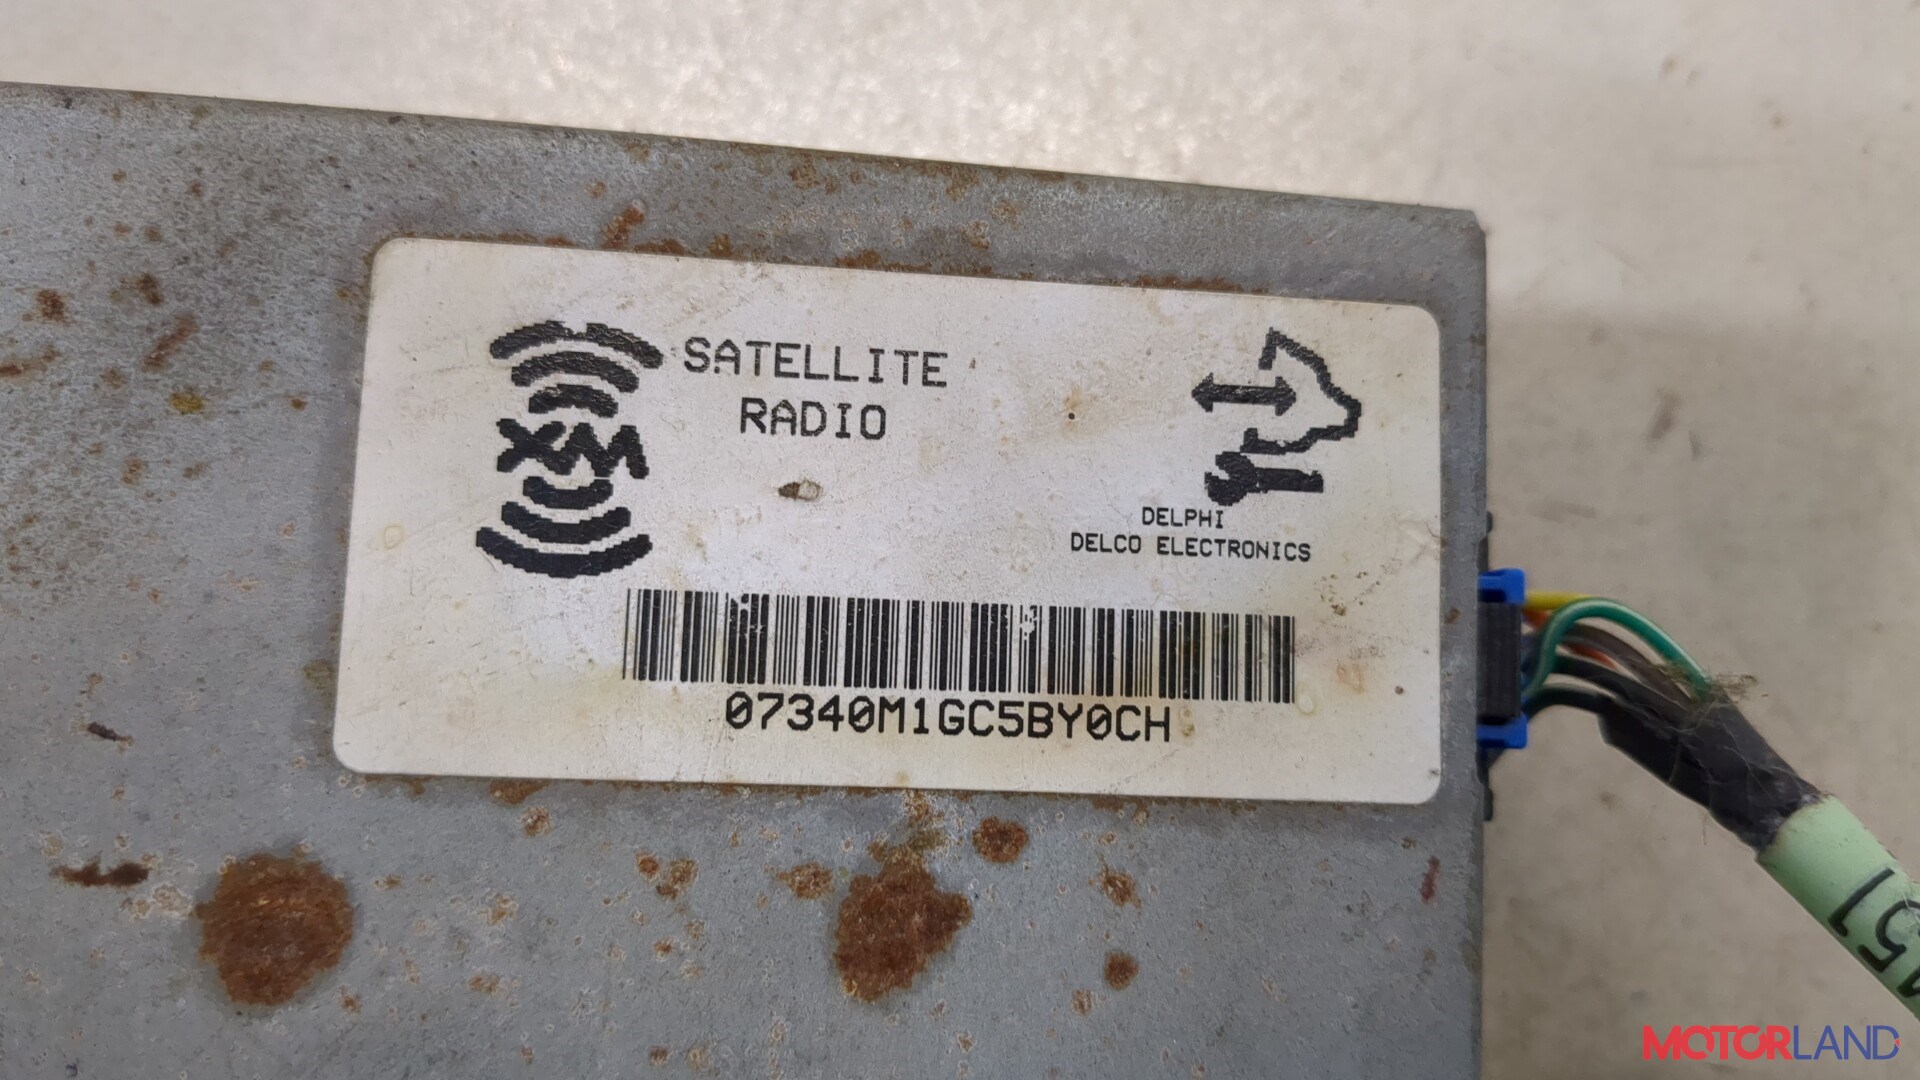 XM
SATELLITE
RADIO
DELPHI
DELCO ELECTRONICS
07340M1GC5BY0CH
MOTORLAND